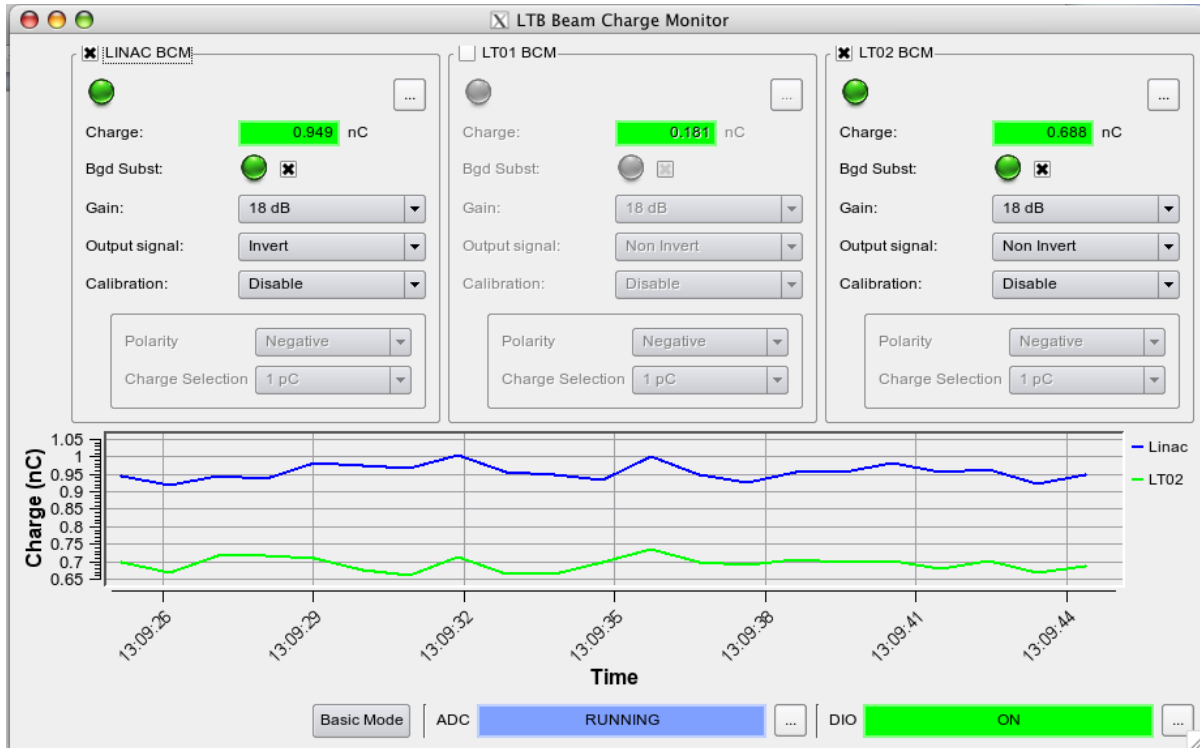 LTB Beam Charge Monitor
LINAC BCM
...
Charge: 0.949 nC
Bgd Subst:
Gain: 18 dB
Output signal: Invert
Calibration: Disable
Polarity Negative
Charge Selection 1 pC
LT01 BCM
...
Charge: 0.181 nC
Bgd Subst:
Gain: 18 dB
Output signal: Non Invert
Calibration: Disable
Polarity Negative
Charge Selection 1 pC
LT02 BCM
...
Charge: 0.688 nC
Bgd Subst:
Gain: 18 dB
Output signal: Non Invert
Calibration: Disable
Polarity Negative
Charge Selection 1 pC
Charge (nC)
1.05
1
0.95
0.9
0.85
0.8
0.75
0.7
0.65
Linac
LT02
13:09:26 13:09:29 13:09:32 13:09:35 13:09:38 13:09:41 13:09:44
Time
Basic Mode ADC RUNNING ... DIO ON ...